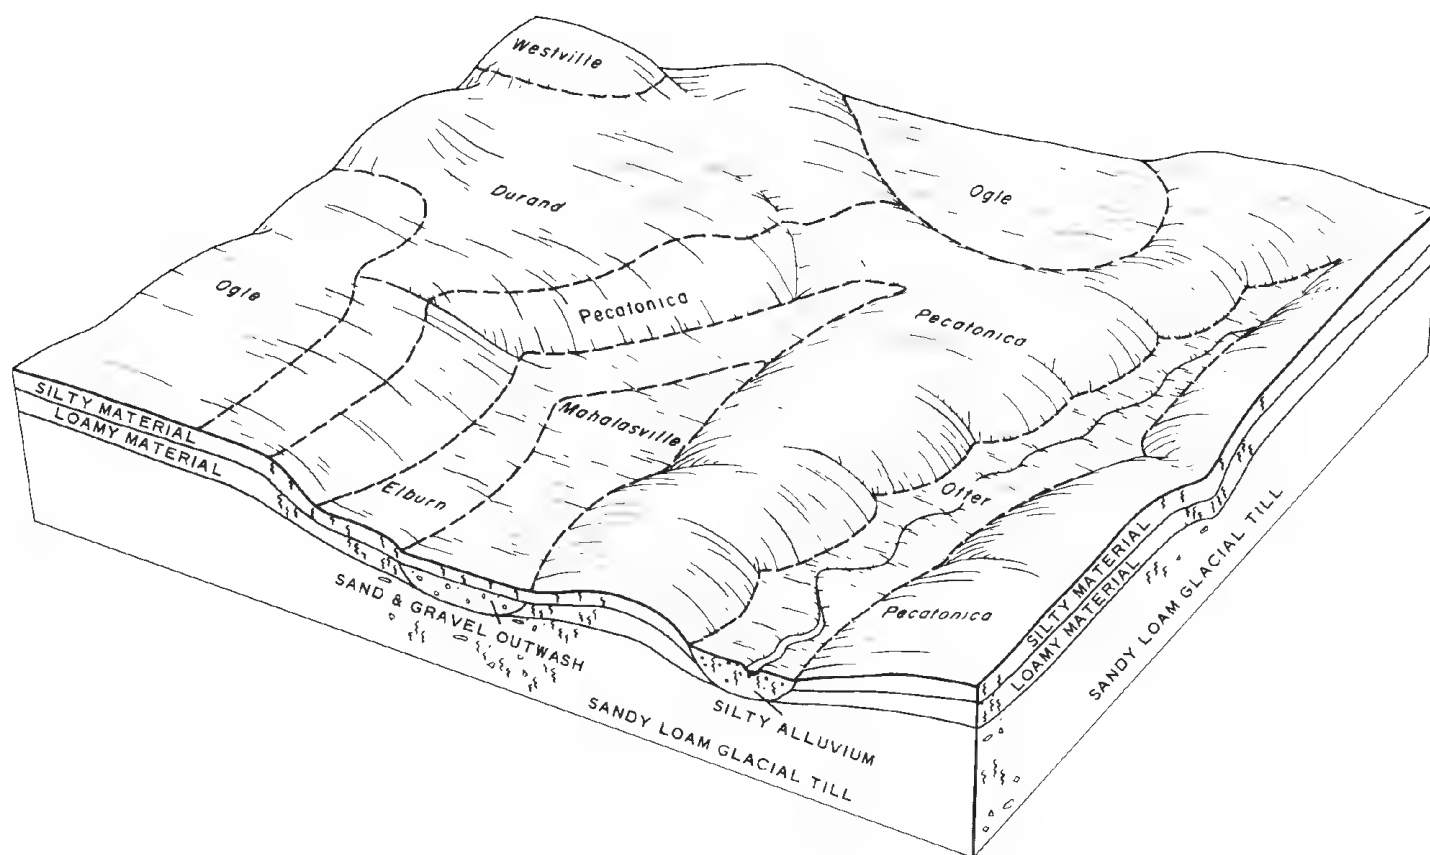 Westville
Durand
Ogle
Ogle
Pecatonica
Pecatonica
Mahalasville
Elburn
Otter
Pecatonica
SILTY MATERIAL
LOAMY MATERIAL
SAND & GRAVEL OUTWASH
SANDY LOAM GLACIAL TILL
SILTY ALLUVIUM
SILTY MATERIAL
LOAMY MATERIAL
SANDY LOAM GLACIAL TILL